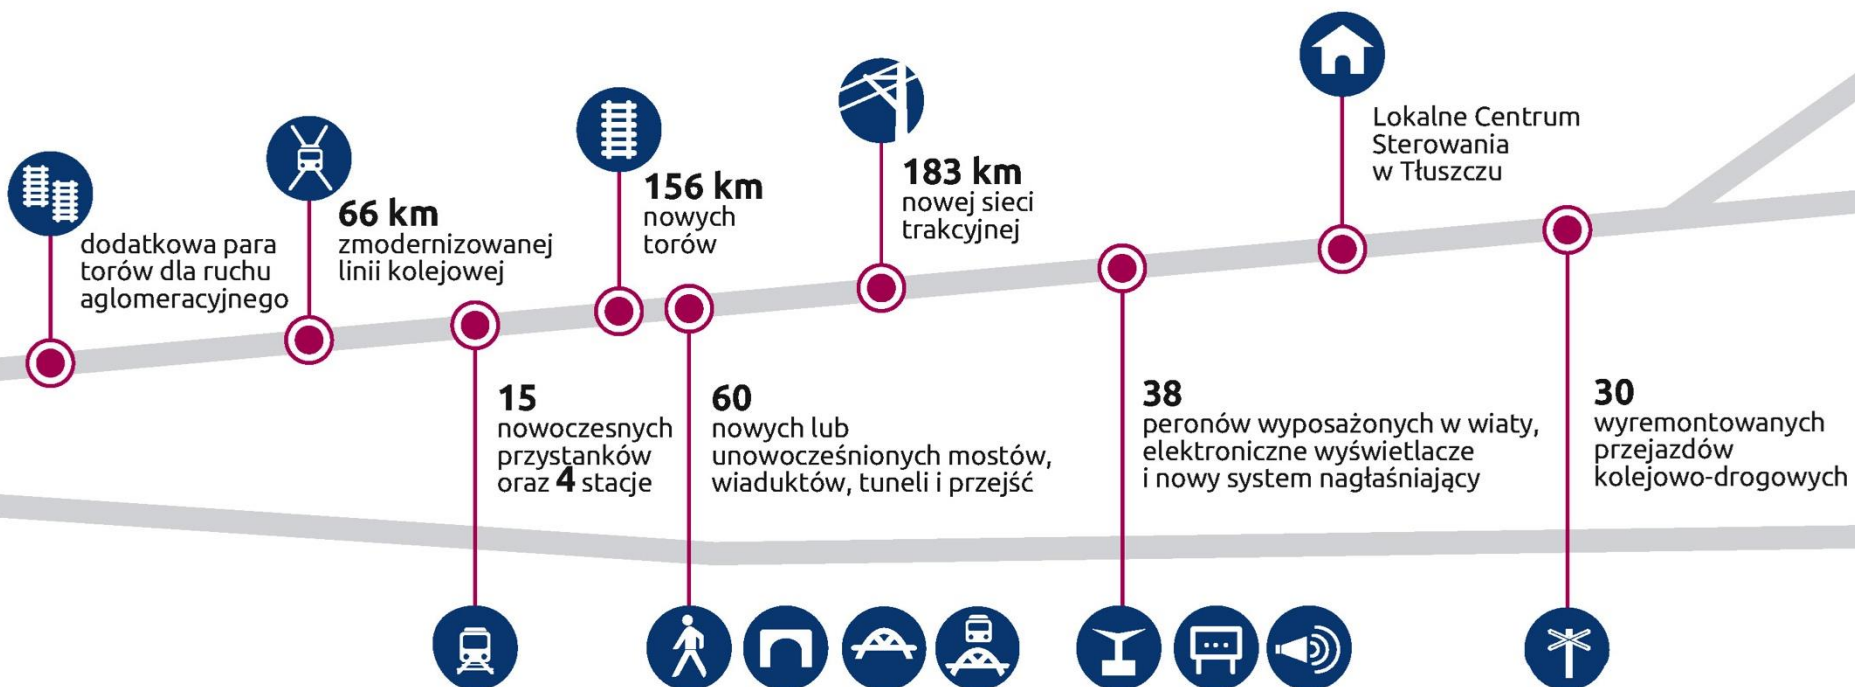 dodatkowa para
torów dla ruchu
aglomeracyjnego
66 km
zmodernizowanej
linii kolejowej
15
nowoczesnych
przystanków
oraz 4 stacje
156 km
nowych
torów
60
nowych lub
unowocześnionych mostów,
wiaduktów, tuneli i przejść
183 km
nowej sieci
trakcyjnej
38
peronów wyposażonych w wiaty,
elektroniczne wyświetlacze
i nowy system nagłaśniający
Lokalne Centrum
Sterowania
w Tłuszczu
30
wyremontowanych
przejazdów
kolejowo-drogowych